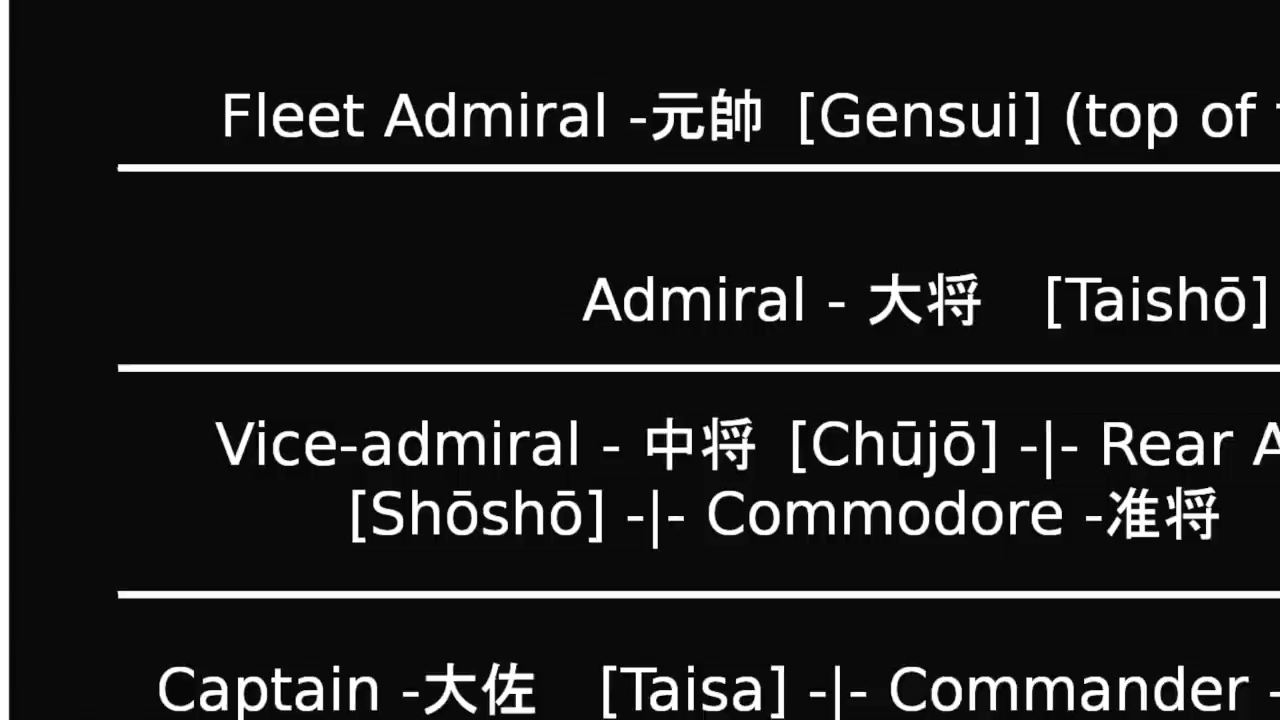 Fleet Admiral -元帥 [Gensui] (top of
Admiral - 大将 [Taishō]
Vice-admiral - 中将 [Chūjō] -|- Rear A
[Shōshō] -|- Commodore -准将
Captain -大佐 [Taisa] -|- Commander -